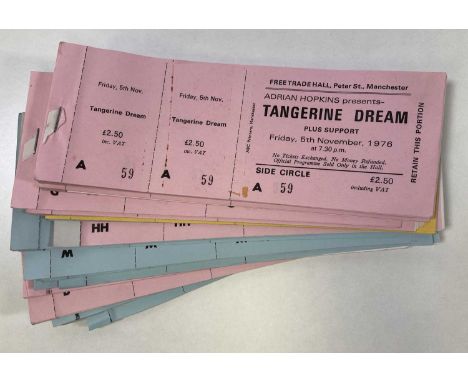 Friday, 5th Nov.
Tangerine Dream
£2.50
inc. VAT
A 59
Friday, 5th Nov.
Tangerine Dream
£2.50
inc. VAT
A 59
FREE TRADE HALL, Peter St., Manchester
ADRIAN HOPKINS presents-
TANGERINE DREAM
PLUS SUPPORT
Friday, 5th November, 1976
at 7.30 p.m.
No Tickets Exchanged, No Money Refunded.
Official Programme Sold Only in the Hall.
SIDE CIRCLE £2.50
A 59 including VAT
RETAIN THIS PORTION
HH
HH
W